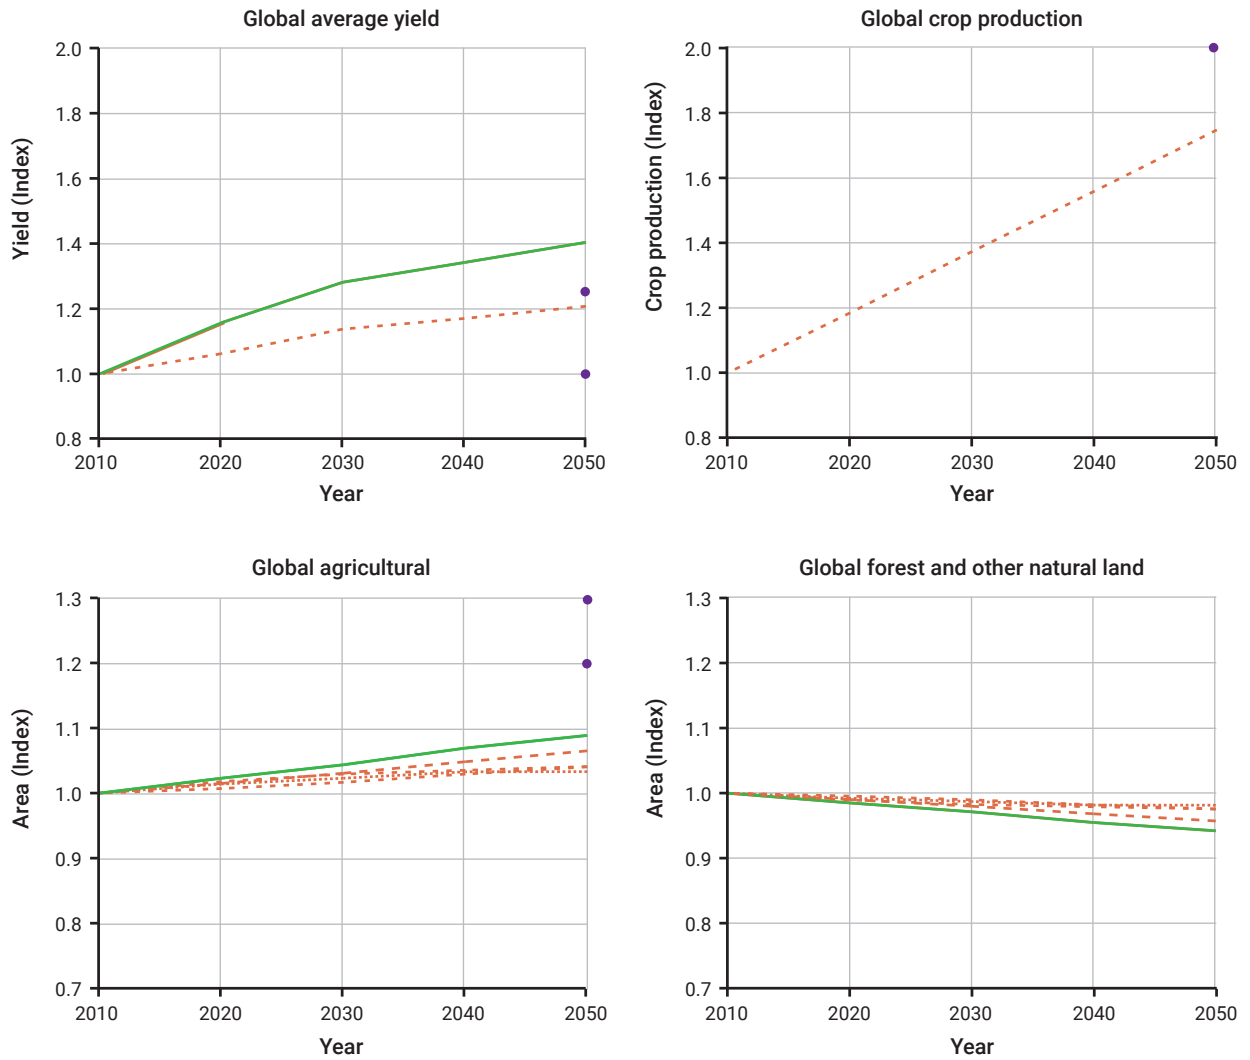 Global average yield
2.0
1.8
1.6
1.4
1.2
1.0
0.8
Yield (Index)
2010 2020 2030 2040 2050
Year
Global crop production
2.0
1.8
1.6
1.4
1.2
1.0
0.8
Crop production (Index)
2010 2020 2030 2040 2050
Year
Global agricultural
1.3
1.2
1.1
1.0
0.9
0.8
0.7
Area (Index)
2010 2020 2030 2040 2050
Year
Global forest and other natural land
1.3
1.2
1.1
1.0
0.9
0.8
0.7
Area (Index)
2010 2020 2030 2040 2050
Year